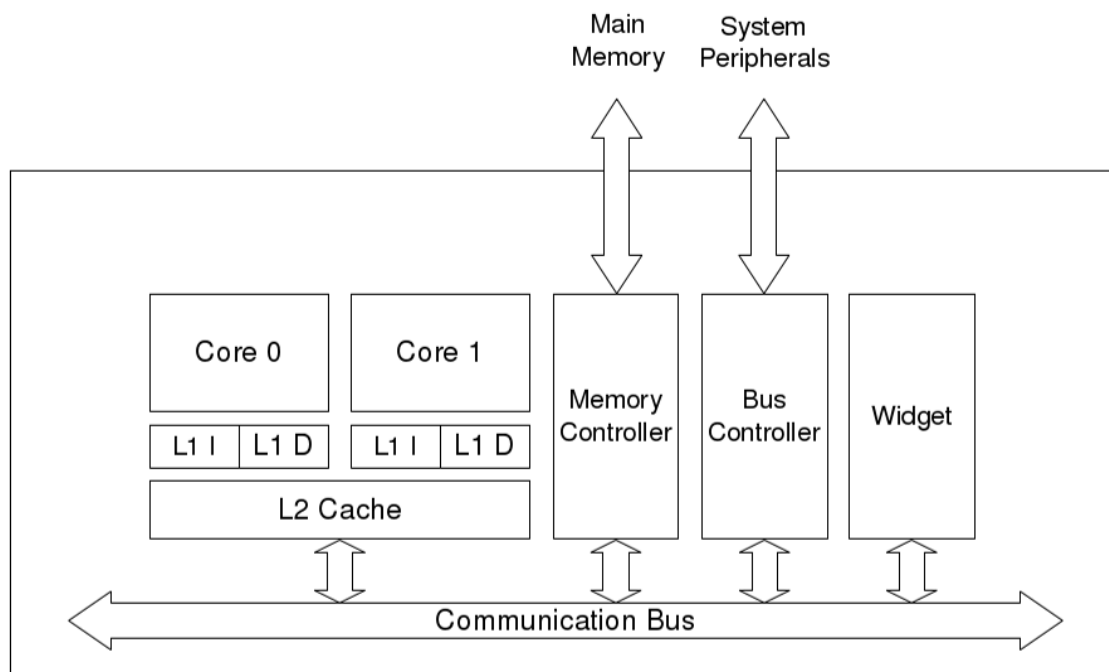 Main
Memory
System
Peripherals
Core 0
Core 1
Memory
Controller
Bus
Controller
Widget
L1 I
L1 D
L1 I
L1 D
L2 Cache
Communication Bus